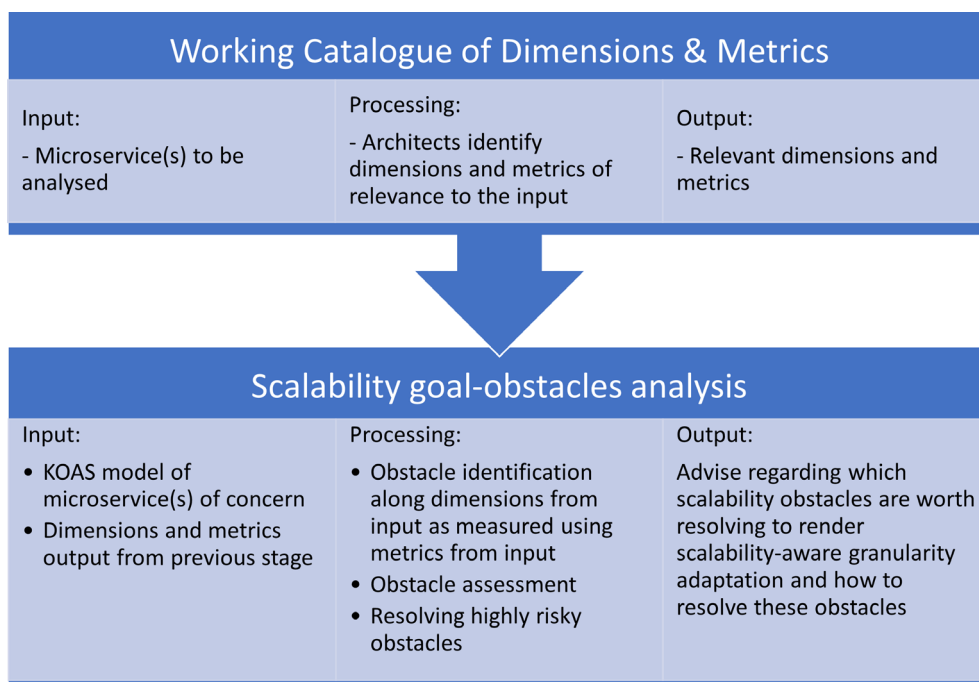 Working Catalogue of Dimensions & Metrics
Input:
- Microservice(s) to be
analysed
Processing:
- Architects identify
dimensions and metrics of
relevance to the input
Output:
- Relevant dimensions and
metrics
Scalability goal-obstacles analysis
Input:
• KOAS model of
microservice(s) of concern
• Dimensions and metrics
output from previous stage
Processing:
• Obstacle identification
along dimensions from
input as measured using
metrics from input
• Obstacle assessment
• Resolving highly risky
obstacles
Output:
Advise regarding which
scalability obstacles are worth
resolving to render
scalability-aware granularity
adaptation and how to
resolve these obstacles